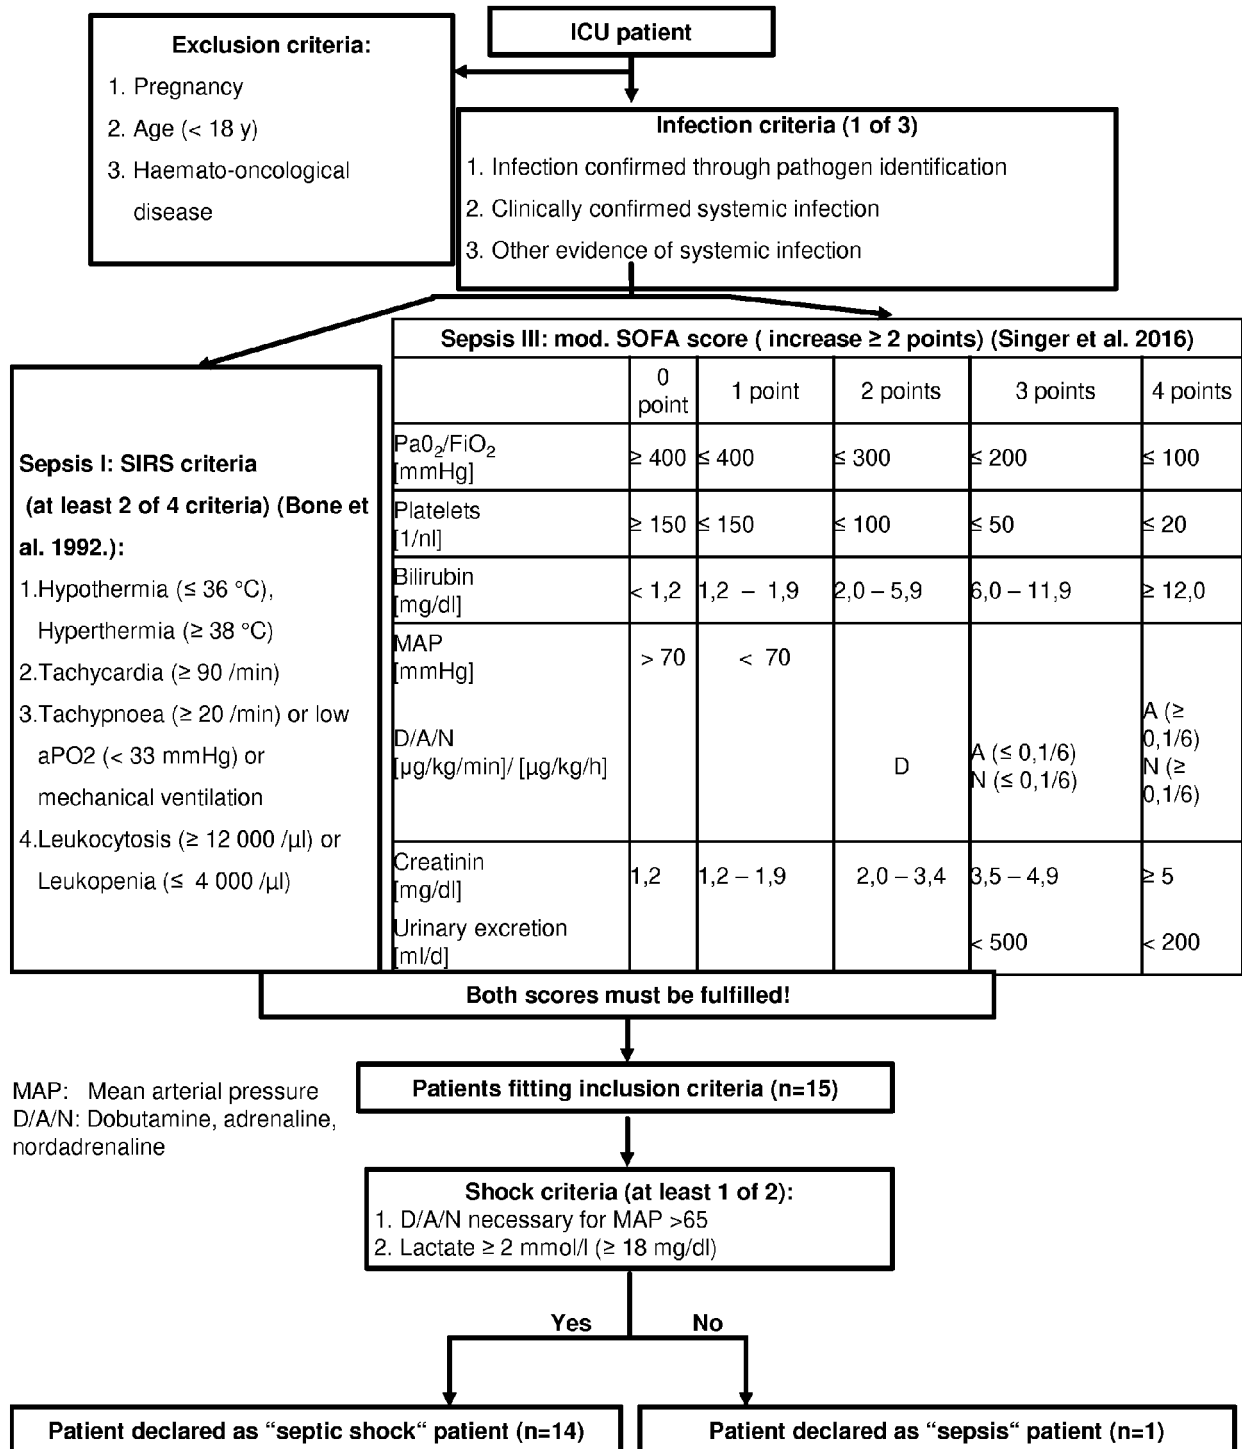 ICU patient
Exclusion criteria:
1. Pregnancy
2. Age (< 18 y)
3. Haemato-oncological
disease
Infection criteria (1 of 3)
1. Infection confirmed through pathogen identification
2. Clinically confirmed systemic infection
3. Other evidence of systemic infection
Sepsis I: SIRS criteria
(at least 2 of 4 criteria) (Bone et
al. 1992.):
1.Hypothermia (≤ 36 °C),
Hyperthermia (≥ 38 °C)
2.Tachycardia (≥ 90 /min)
3.Tachypnoea (≥ 20 /min) or low
aPO2 (< 33 mmHg) or
mechanical ventilation
4.Leukocytosis (≥ 12 000 /µl) or
Leukopenia (≤ 4 000 /µl)
Sepsis III: mod. SOFA score ( increase ≥ 2 points) (Singer et al. 2016)
0 point 1 point 2 points 3 points 4 points
Pa0₂/FiO₂ [mmHg] ≥ 400 ≤ 400 ≤ 300 ≤ 200 ≤ 100
Platelets [1/nl] ≥ 150 ≤ 150 ≤ 100 ≤ 50 ≤ 20
Bilirubin [mg/dl] < 1,2 1,2 – 1,9 2,0 – 5,9 6,0 – 11,9 ≥ 12,0
MAP [mmHg] > 70 < 70
D/A/N [µg/kg/min]/ [µg/kg/h] D A (≤ 0,1/6) N (≤ 0,1/6) A (≥ 0,1/6) N (≥ 0,1/6)
Creatinin [mg/dl] 1,2 1,2 – 1,9 2,0 – 3,4 3,5 – 4,9 ≥ 5
Urinary excretion [ml/d] < 500 < 200
Both scores must be fulfilled!
MAP: Mean arterial pressure
D/A/N: Dobutamine, adrenaline,
nordadrenaline
Patients fitting inclusion criteria (n=15)
Shock criteria (at least 1 of 2):
1. D/A/N necessary for MAP >65
2. Lactate ≥ 2 mmol/l (≥ 18 mg/dl)
Yes No
Patient declared as “septic shock“ patient (n=14)
Patient declared as “sepsis“ patient (n=1)